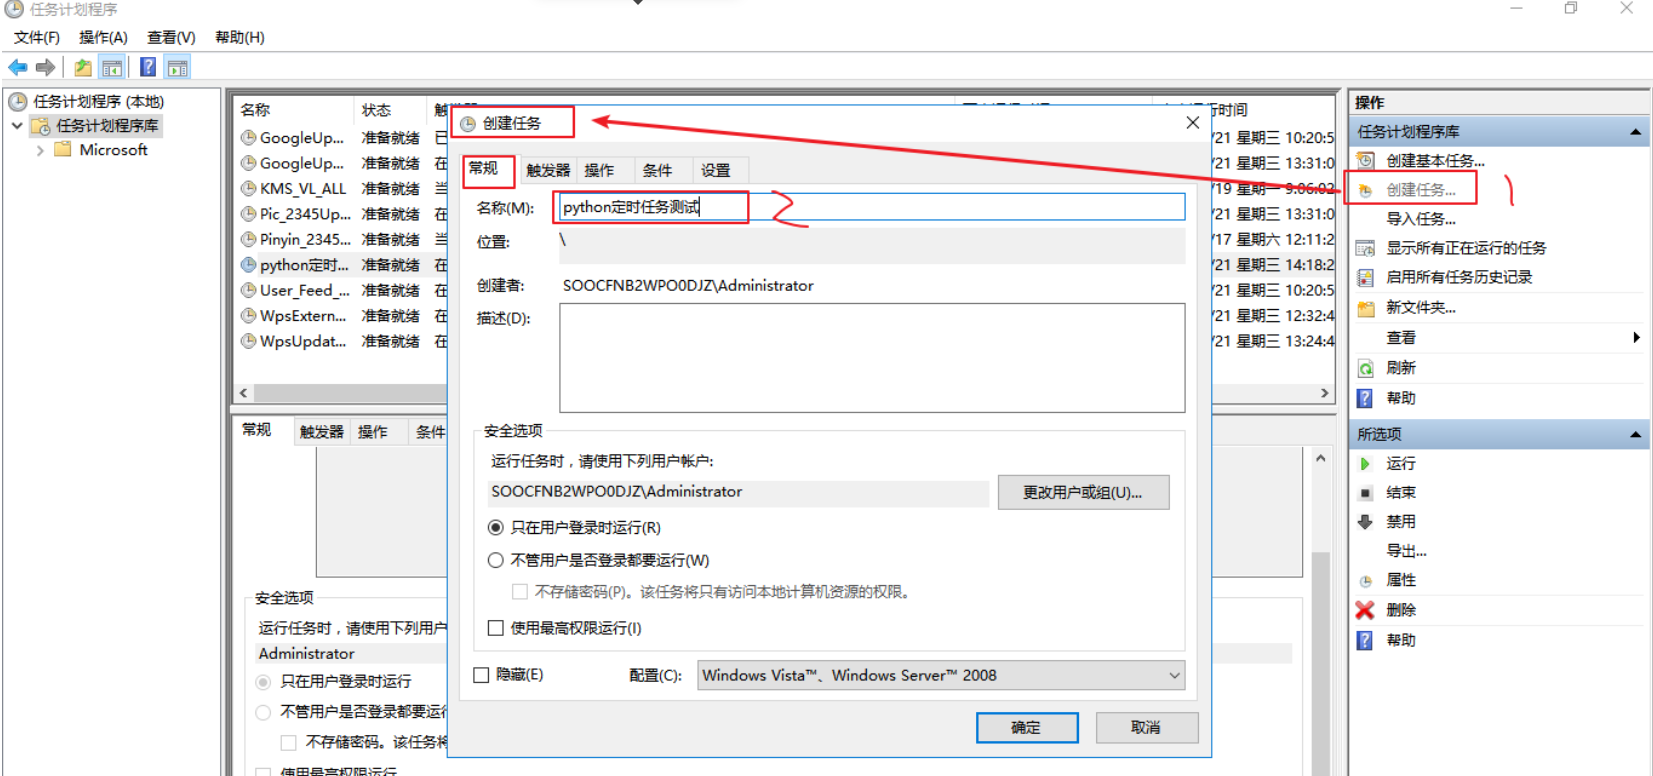 任务计划程序
文件(F) 操作(A) 查看(V) 帮助(H)
任务计划程序 (本地)
任务计划程序库
Microsoft
名称 状态
GoogleUp... 准备就绪 已 /21 星期三 10:20:5
GoogleUp... 准备就绪 在 /21 星期三 13:31:0
KMS_VL_ALL 准备就绪 当 /19 星期一 9:06:02
Pic_2345Up... 准备就绪 在 /21 星期三 13:31:0
Pinyin_2345... 准备就绪 当 /17 星期六 12:11:2
python定时... 准备就绪 在 /21 星期三 14:18:2
User_Feed_... 准备就绪 在 /21 星期三 10:20:5
WpsExtern... 准备就绪 在 /21 星期三 12:32:4
WpsUpdat... 准备就绪 在 /21 星期三 13:24:4
行时间
常规 触发器 操作 条件
安全选项
运行任务时，请使用下列用户
Administrator
只在用户登录时运行
不管用户是否登录都要运行
不存储密码。该任务将
使用最高权限运行
创建任务
常规 触发器 操作 条件 设置
名称(M): python定时任务测试 2
位置: \
创建者: SOOCFNB2WPO0DJZ\Administrator
描述(D):
安全选项
运行任务时，请使用下列用户帐户:
SOOCFNB2WPO0DJZ\Administrator 更改用户或组(U)...
只在用户登录时运行(R)
不管用户是否登录都要运行(W)
不存储密码(P)。该任务将只有访问本地计算机资源的权限。
使用最高权限运行(I)
隐藏(E) 配置(C): Windows Vista™、Windows Server™ 2008
确定 取消
操作
任务计划程序库
创建基本任务...
创建任务... 1
导入任务...
显示所有正在运行的任务
启用所有任务历史记录
新文件夹...
查看
刷新
帮助
所选项
运行
结束
禁用
导出...
属性
删除
帮助